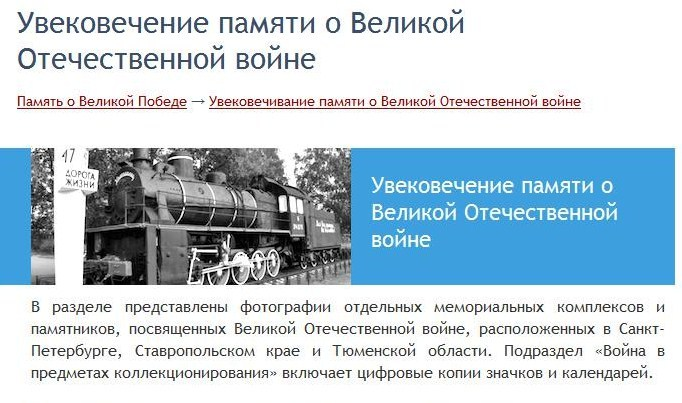 Увековечение памяти о Великой
Отечественной войне
Память о Великой Победе → Увековечивание памяти о Великой Отечественной войне
17
ДОРОГА
ЖИЗНИ
Увековечение памяти о
Великой Отечественной
войне
В разделе представлены фотографии отдельных мемориальных комплексов и
памятников, посвященных Великой Отечественной войне, расположенных в Санкт-
Петербурге, Ставропольском крае и Тюменской области. Подраздел «Война в
предметах коллекционирования» включает цифровые копии значков и календарей.